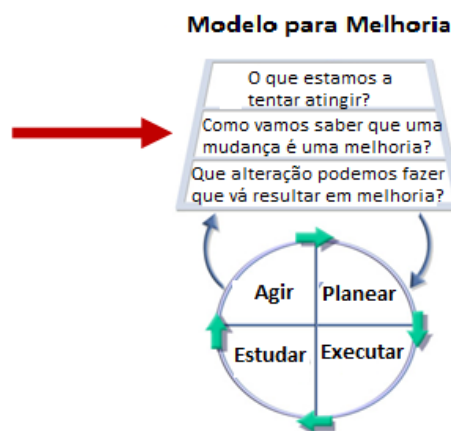 Modelo para Melhoria
O que estamos a
tentar atingir?
Como vamos saber que uma
mudança é uma melhoria?
Que alteração podemos fazer
que vá resultar em melhoria?
Agir
Planear
Estudar
Executar